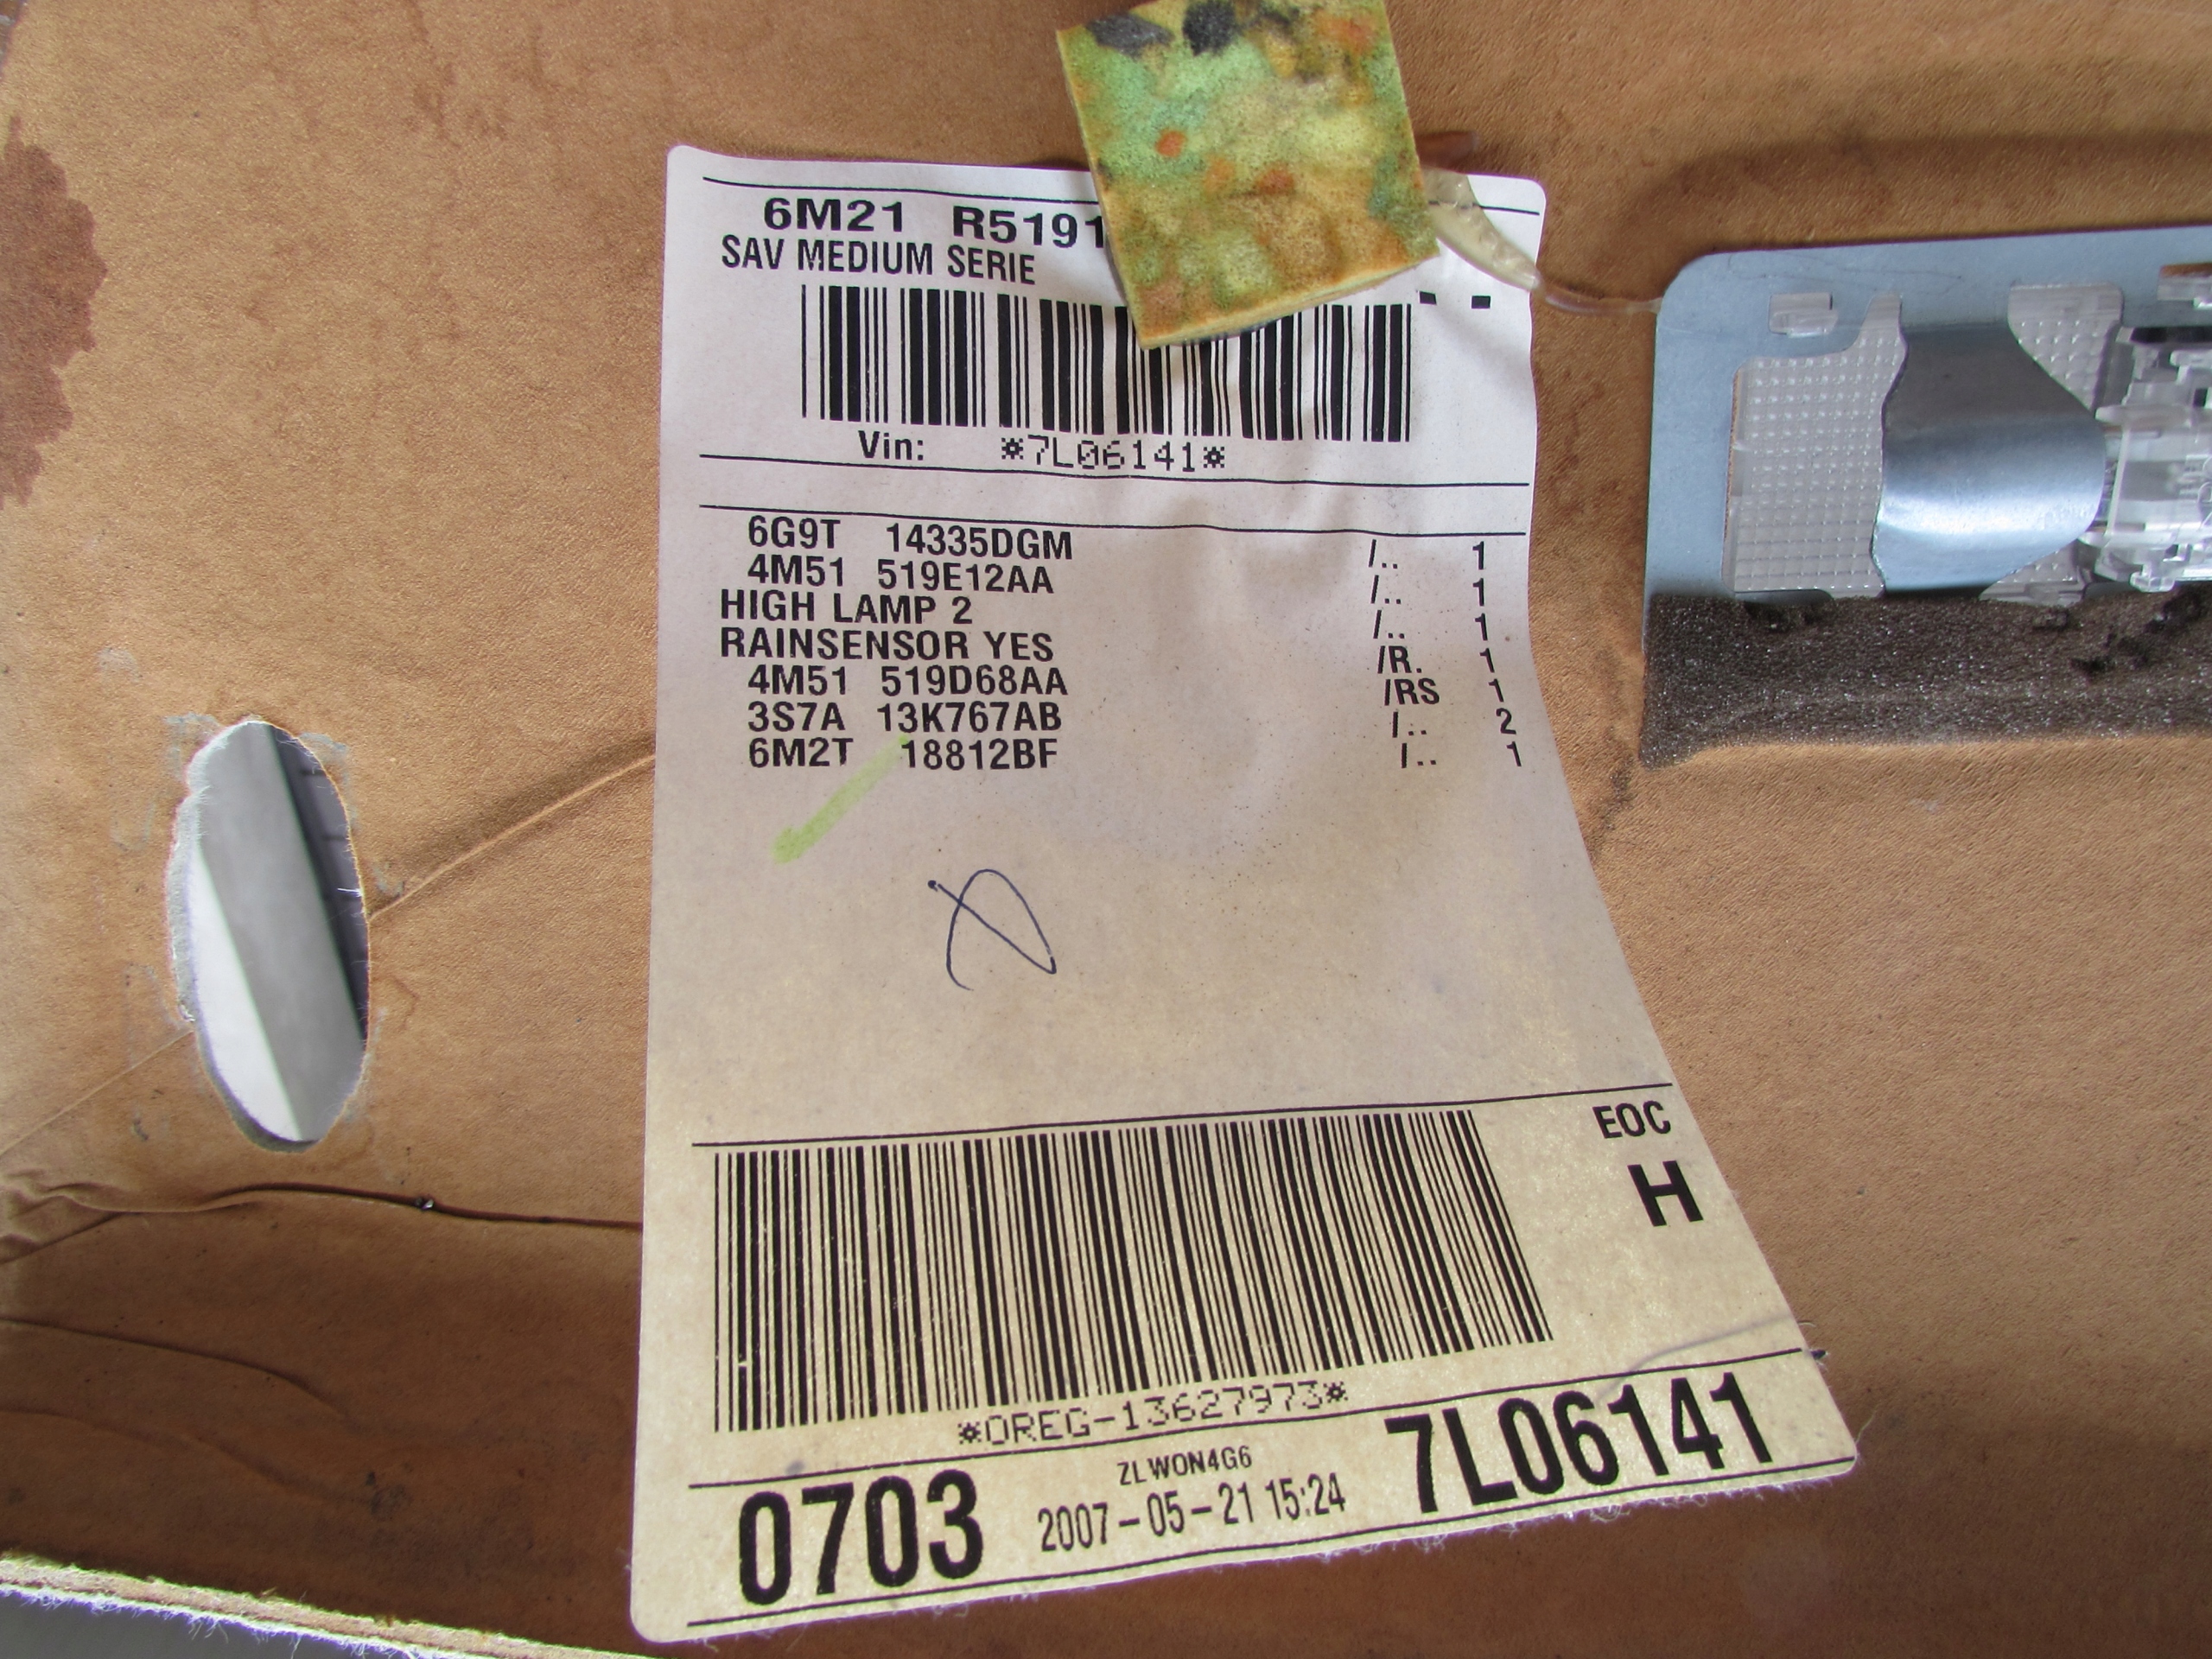 6M21 R5191
SAV MEDIUM SERIE
- -
Vin: *7L06141*
6G9T 14335DGM /.. 1
4M51 519E12AA /.. 1
HIGH LAMP 2 /.. 1
RAINSENSOR YES /R. 1
4M51 519D68AA /RS 1
3S7A 13K767AB /.. 2
6M2T 18812BF /.. 1
EOC
H
*OREG-13627973*
0703 ZLWON4G6 7L06141
2007-05-21 15:24